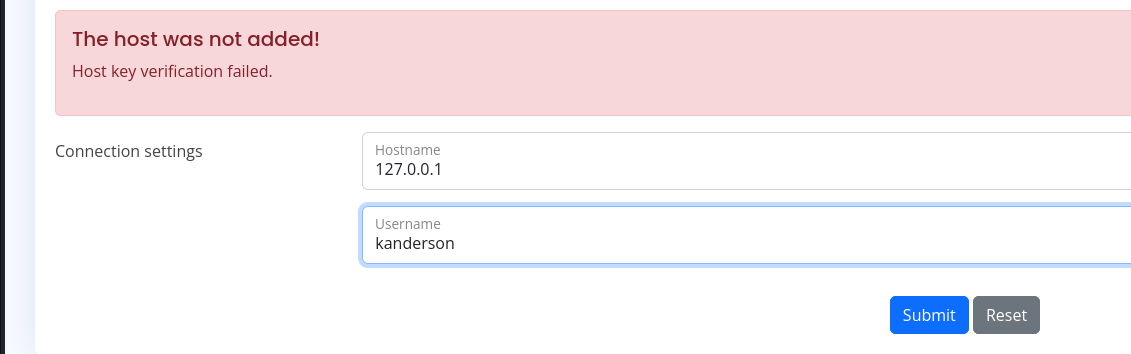 The host was not added!
Host key verification failed.
Connection settings
Hostname
127.0.0.1
Username
kanderson
Submit Reset